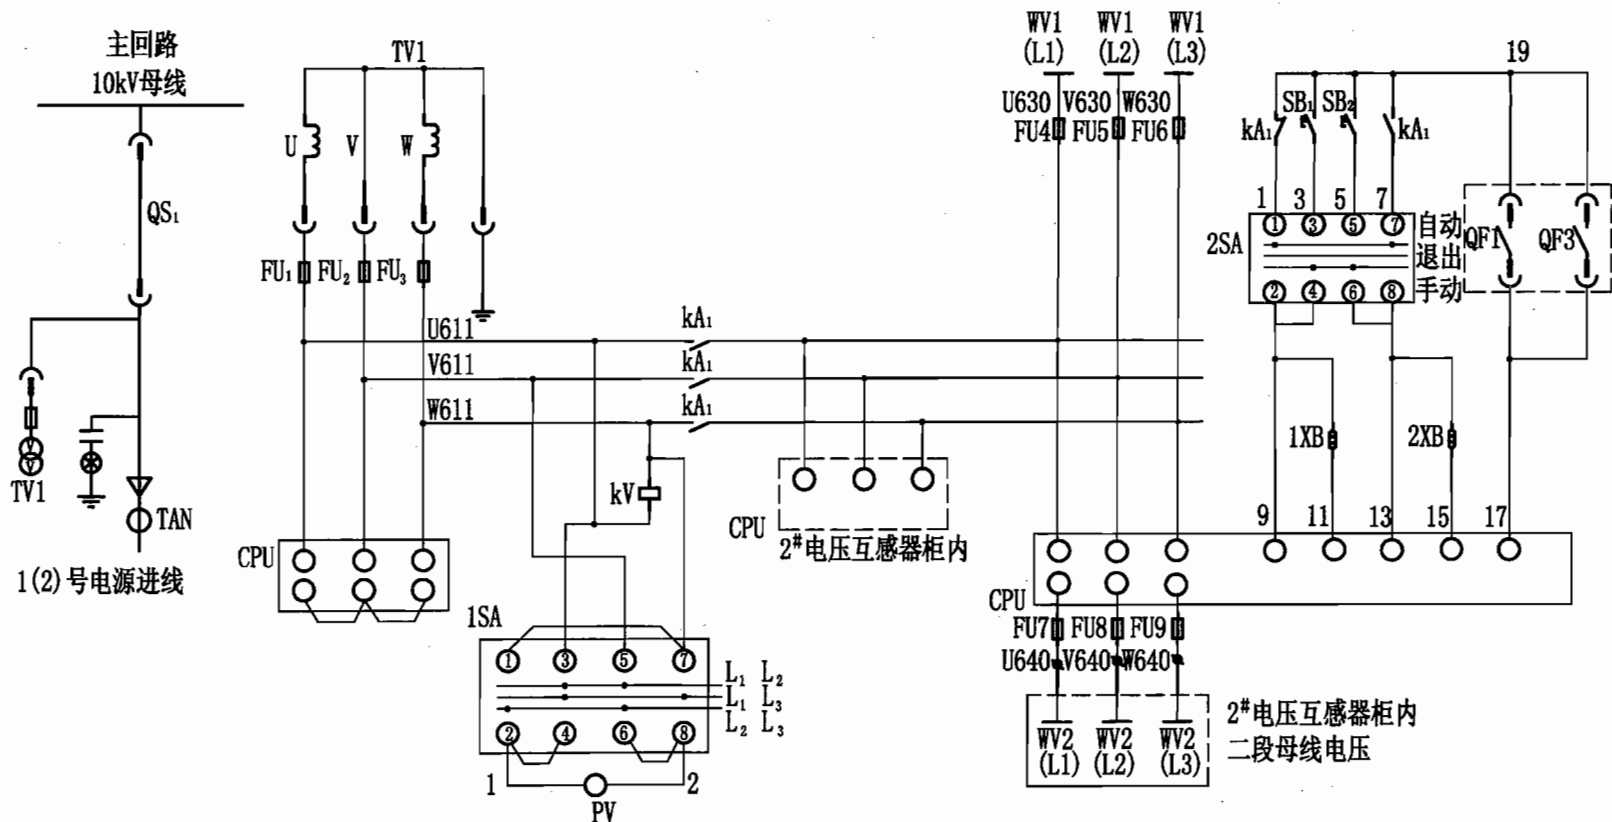 主回路
10kV母线
QS₁
TV1
TAN
1(2)号电源进线
TV1
U
V
W
FU₁
FU₂
FU₃
U611
V611
W611
kA₁
kA₁
kA₁
kV
CPU
CPU
2#电压互感器柜内
1SA
① ③ ⑤ ⑦
L₁ L₂
L₁ L₃
L₂ L₃
② ④ ⑥ ⑧
1
2
PV
WV1
(L1)
WV1
(L2)
WV1
(L3)
U630
V630
W630
FU4
FU5
FU6
19
kA₁
SB₁
SB₂
kA₁
1
3
5
7
2SA
① ③ ⑤ ⑦
自动
退出
手动
② ④ ⑥ ⑧
QF1
QF3
1XB
2XB
9
11
13
15
17
CPU
FU7
FU8
FU9
U640
V640
W640
WV2
(L1)
WV2
(L2)
WV2
(L3)
2#电压互感器柜内
二段母线电压